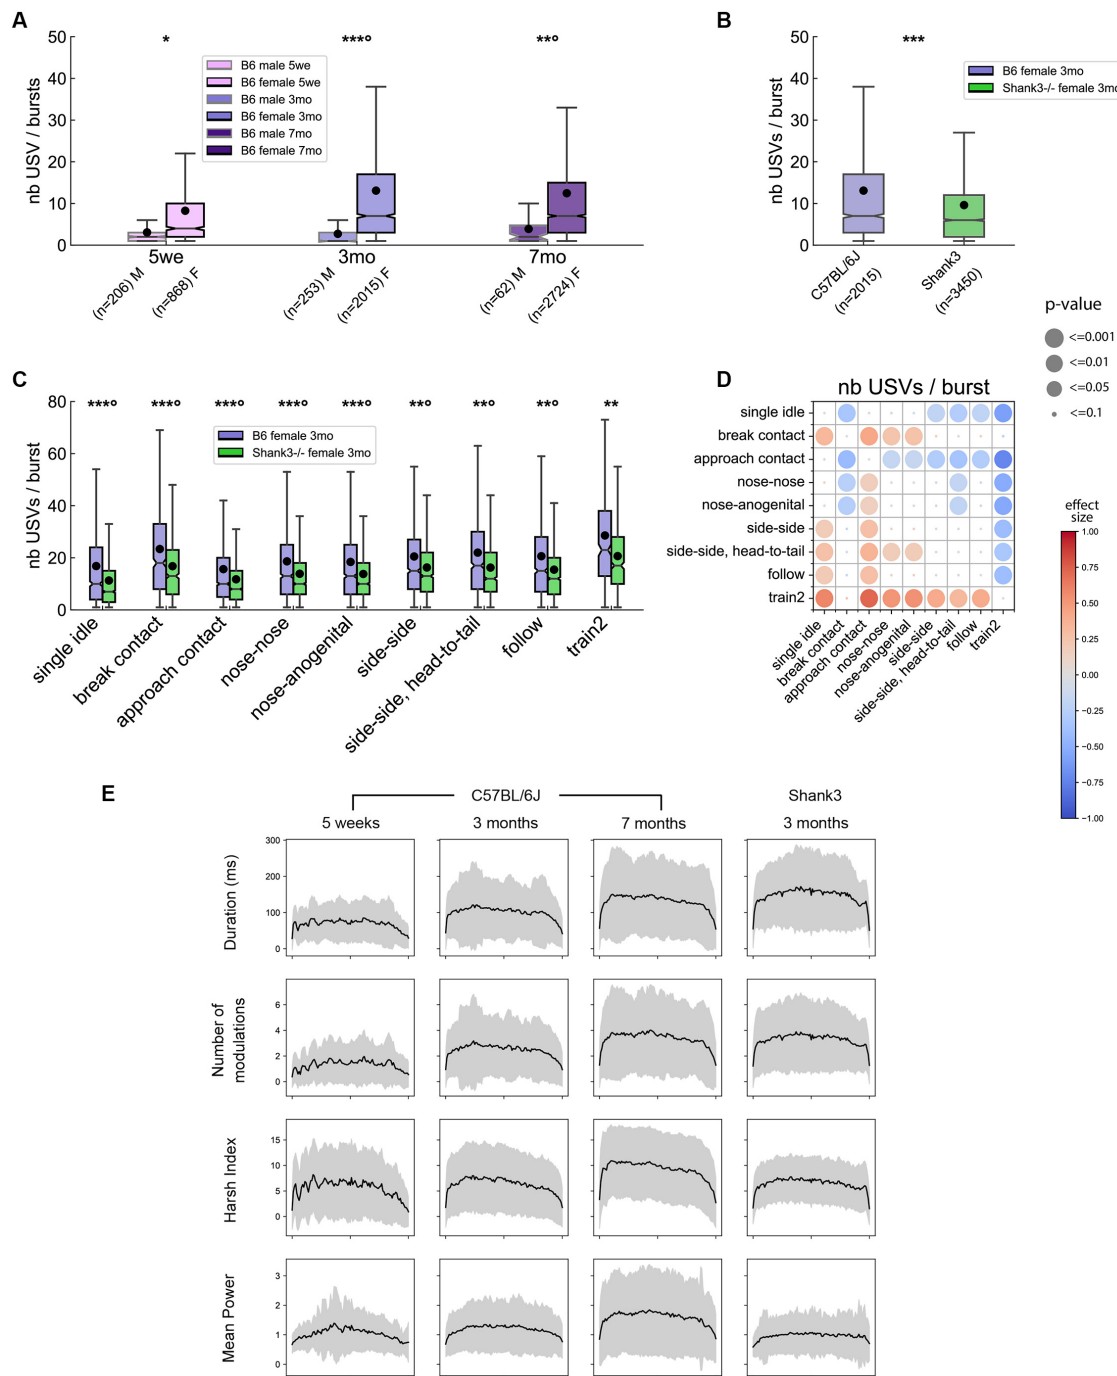 A
B
50
40
30
20
10
0
nb USV / bursts
*
***°
**°
B6 male 5we
B6 female 5we
B6 male 3mo
B6 female 3mo
B6 male 7mo
B6 female 7mo
5we
3mo
7mo
(n=206) M
(n=868) F
(n=253) M
(n=2015) F
(n=62) M
(n=2724) F
50
40
30
20
10
0
nb USVs / burst
***
B6 female 3mo
Shank3-/- female 3mo
C57BL/6J
(n=2015)
Shank3
(n=3450)
p-value
<=0.001
<=0.01
<=0.05
<=0.1
C
80
60
40
20
0
nb USVs / burst
***° ***° ***° ***° ***° **° **° **° **
B6 female 3mo
Shank3-/- female 3mo
single idle
break contact
approach contact
nose-nose
nose-anogenital
side-side
side-side, head-to-tail
follow
train2
D
nb USVs / burst
single idle
break contact
approach contact
nose-nose
nose-anogenital
side-side
side-side, head-to-tail
follow
train2
single idle
break contact
approach contact
nose-nose
nose-anogenital
side-side
side-side, head-to-tail
follow
train2
effect
size
1.00
0.75
0.50
0.25
0.00
−0.25
−0.50
−0.75
−1.00
E
C57BL/6J
Shank3
5 weeks
3 months
7 months
3 months
Duration (ms)
300
200
100
0
Number of
modulations
6
4
2
0
Harsh Index
15
10
5
0
Mean Power
3
2
1
0